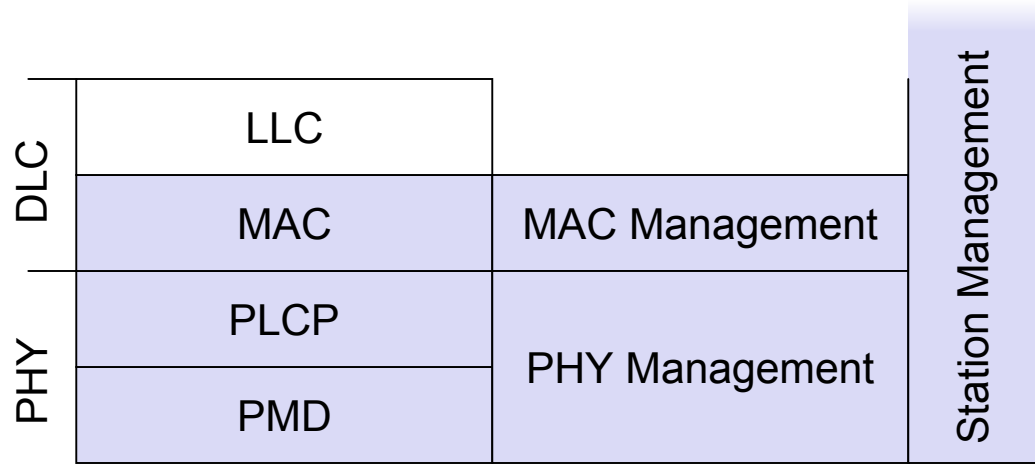 DLC
LLC
MAC
MAC Management
PHY
PLCP
PHY Management
PMD
Station Management